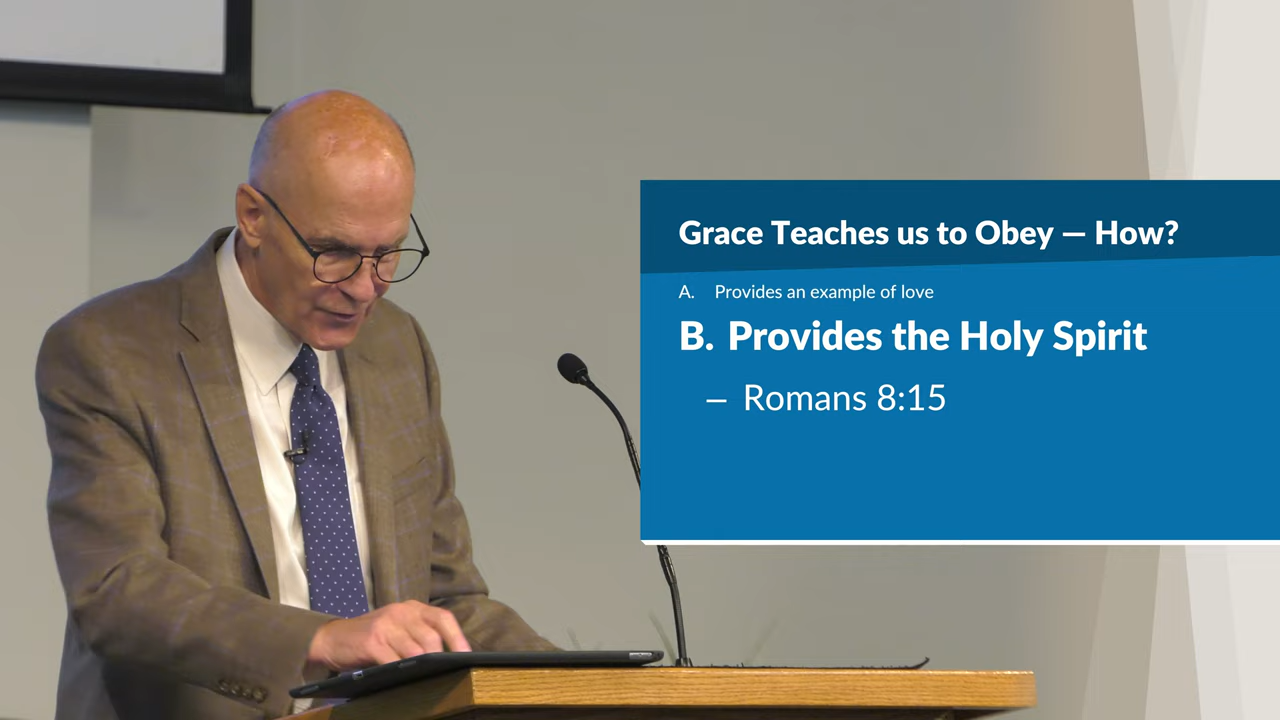 Grace Teaches us to Obey — How?
A. Provides an example of love
B. Provides the Holy Spirit
– Romans 8:15